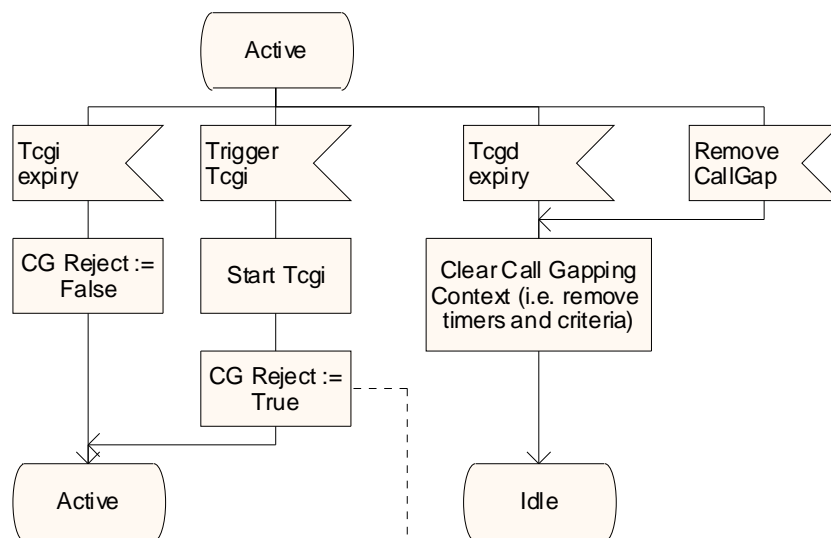 Active
Tcgi
expiry
Trigger
Tcgi
Tcgd
expiry
Remove
CallGap
CG Reject :=
False
Start Tcgi
Clear Call Gapping
Context (i.e. remove
timers and criteria)
CG Reject :=
True
Active
Idle